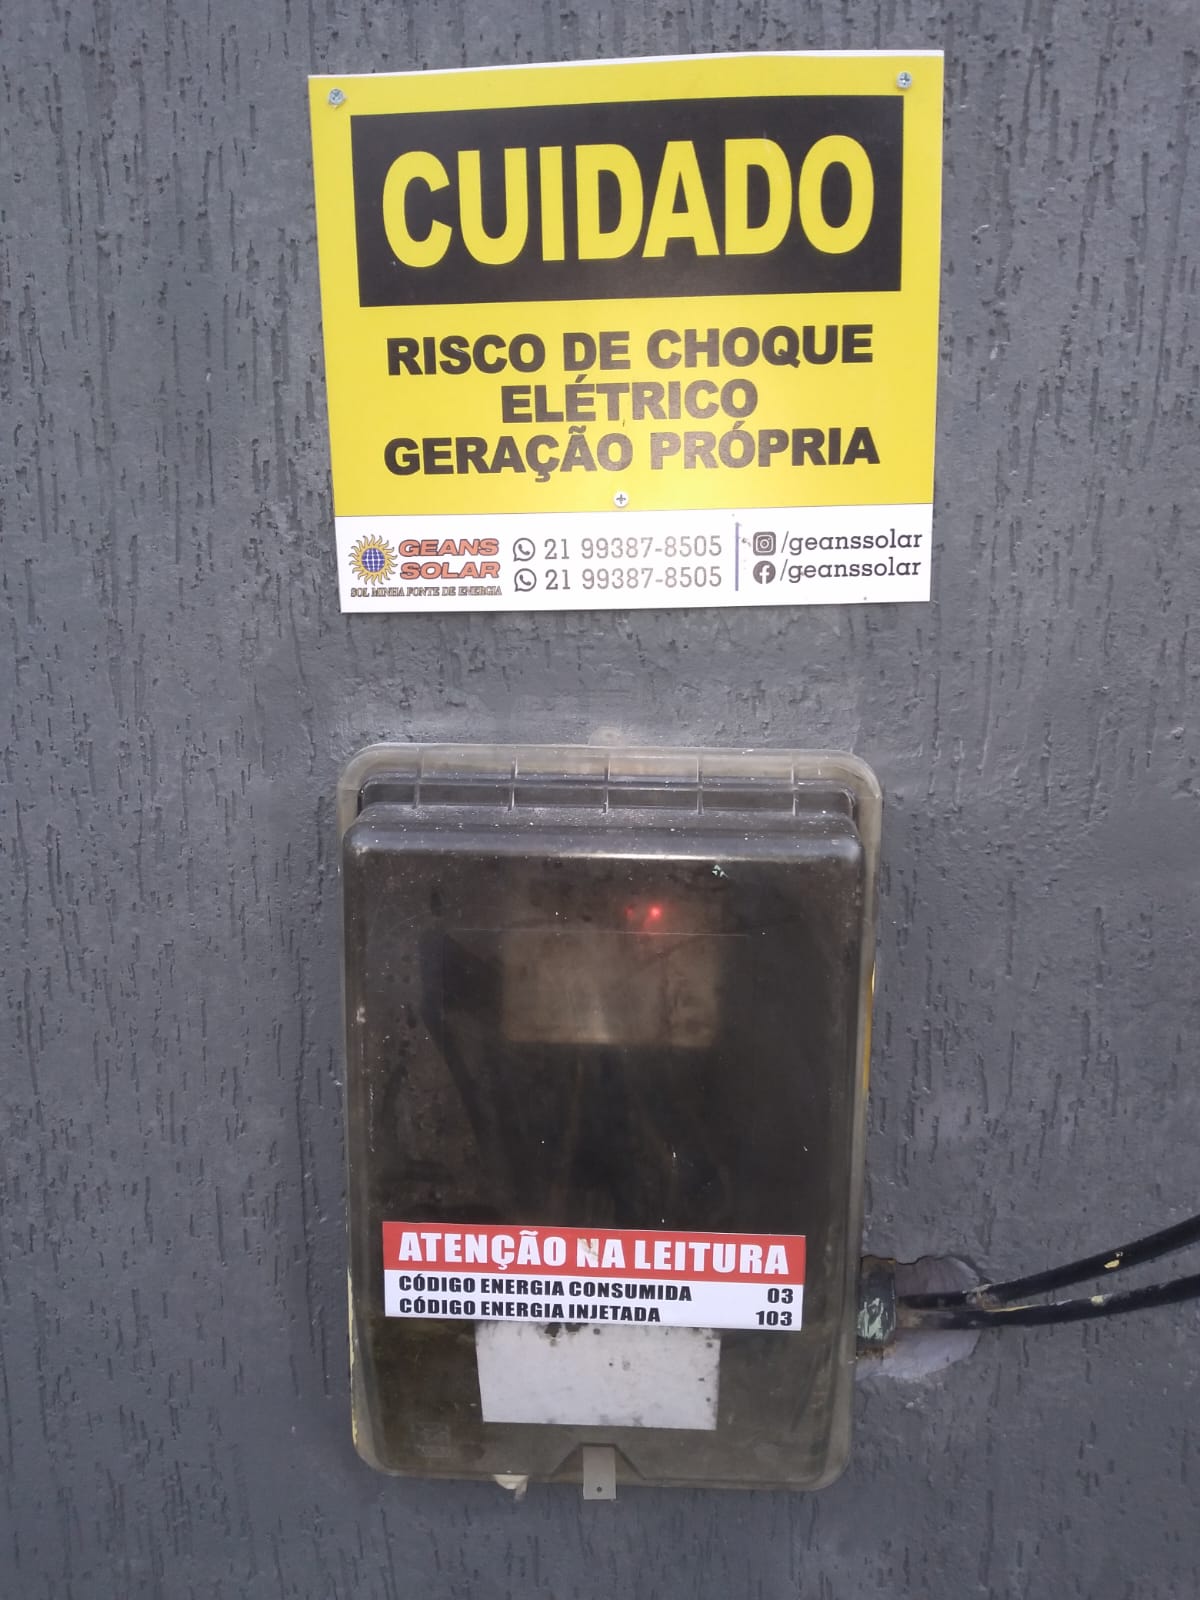 CUIDADO
RISCO DE CHOQUE
ELÉTRICO
GERAÇÃO PRÓPRIA
GEANS
SOLAR
SOL MINHA FONTE DE ENERGIA
21 99387-8505
21 99387-8505
/geanssolar
/geanssolar
ATENÇÃO NA LEITURA
CÓDIGO ENERGIA CONSUMIDA 03
CÓDIGO ENERGIA INJETADA 103